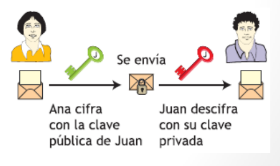 Se envía
Ana cifra
con la clave
pública de Juan
Juan descifra
con su clave
privada